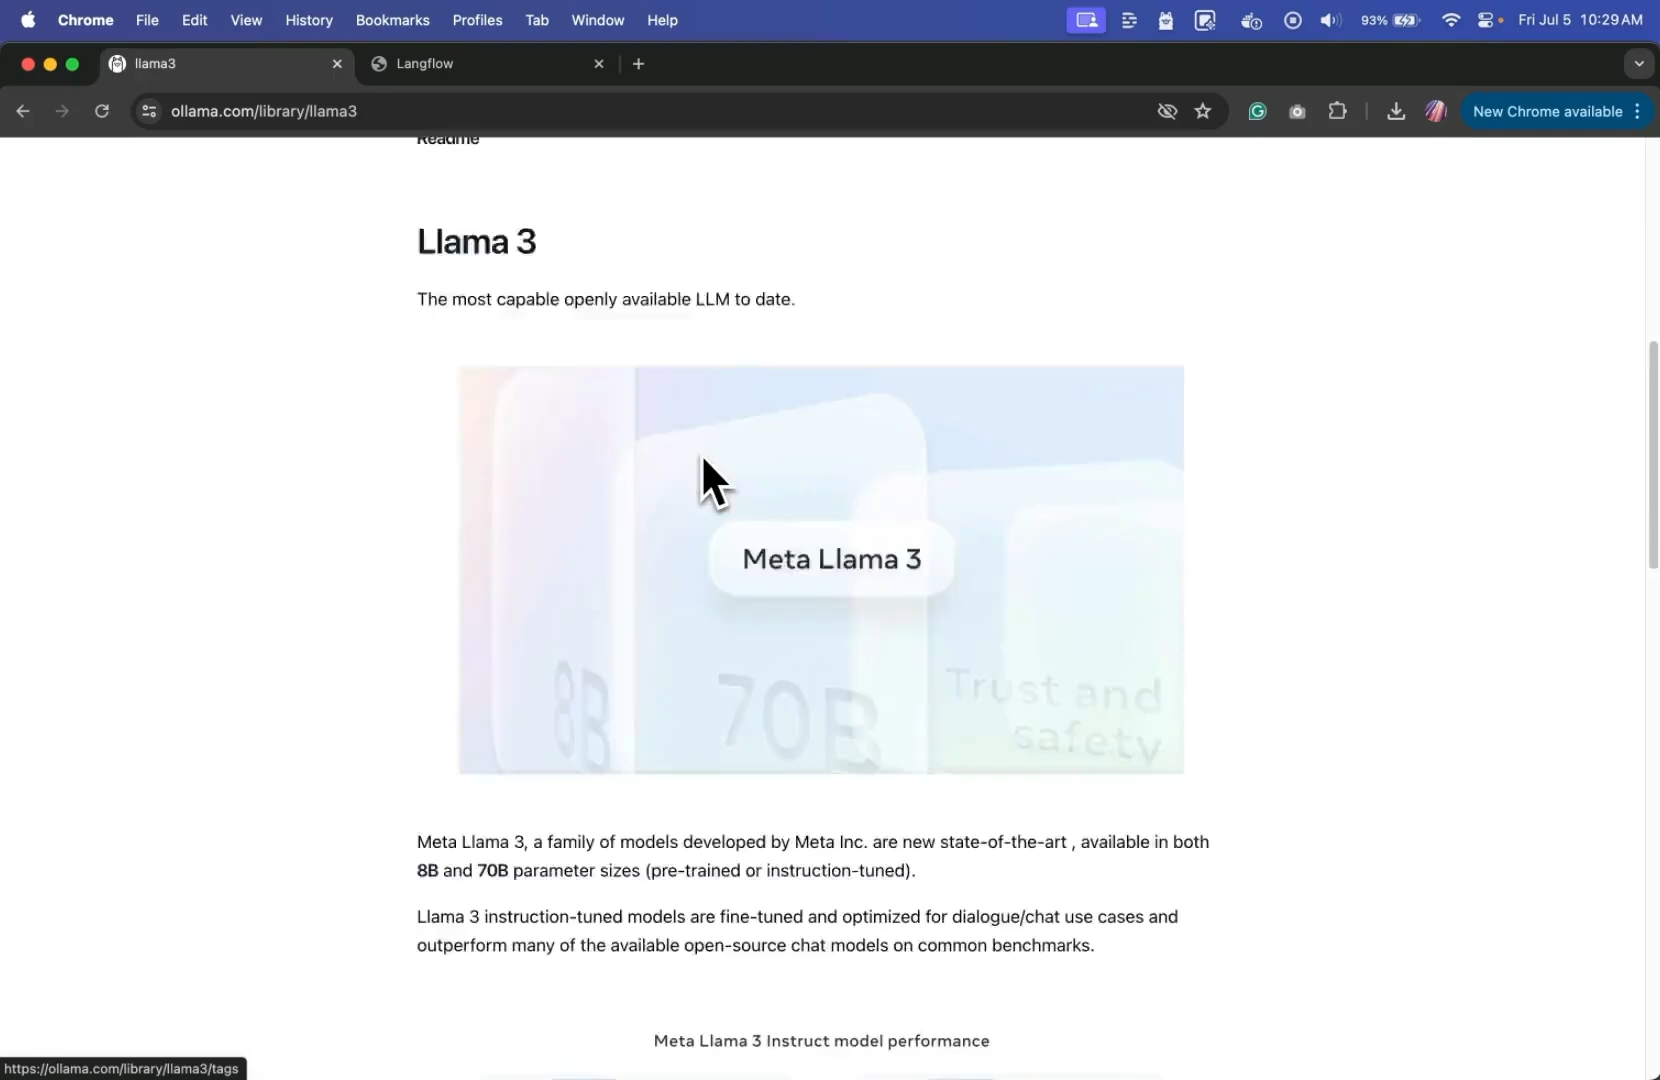 Chrome File Edit View History Bookmarks Profiles Tab Window Help 93% Fri Jul 5 10:29 AM
llama3 Langflow
ollama.com/library/llama3 New Chrome available
Readme
Llama 3
The most capable openly available LLM to date.
Meta Llama 3
8B 70B Trust and
safety
Meta Llama 3, a family of models developed by Meta Inc. are new state-of-the-art , available in both
8B and 70B parameter sizes (pre-trained or instruction-tuned).
Llama 3 instruction-tuned models are fine-tuned and optimized for dialogue/chat use cases and
outperform many of the available open-source chat models on common benchmarks.
Meta Llama 3 Instruct model performance
https://ollama.com/library/llama3/tags